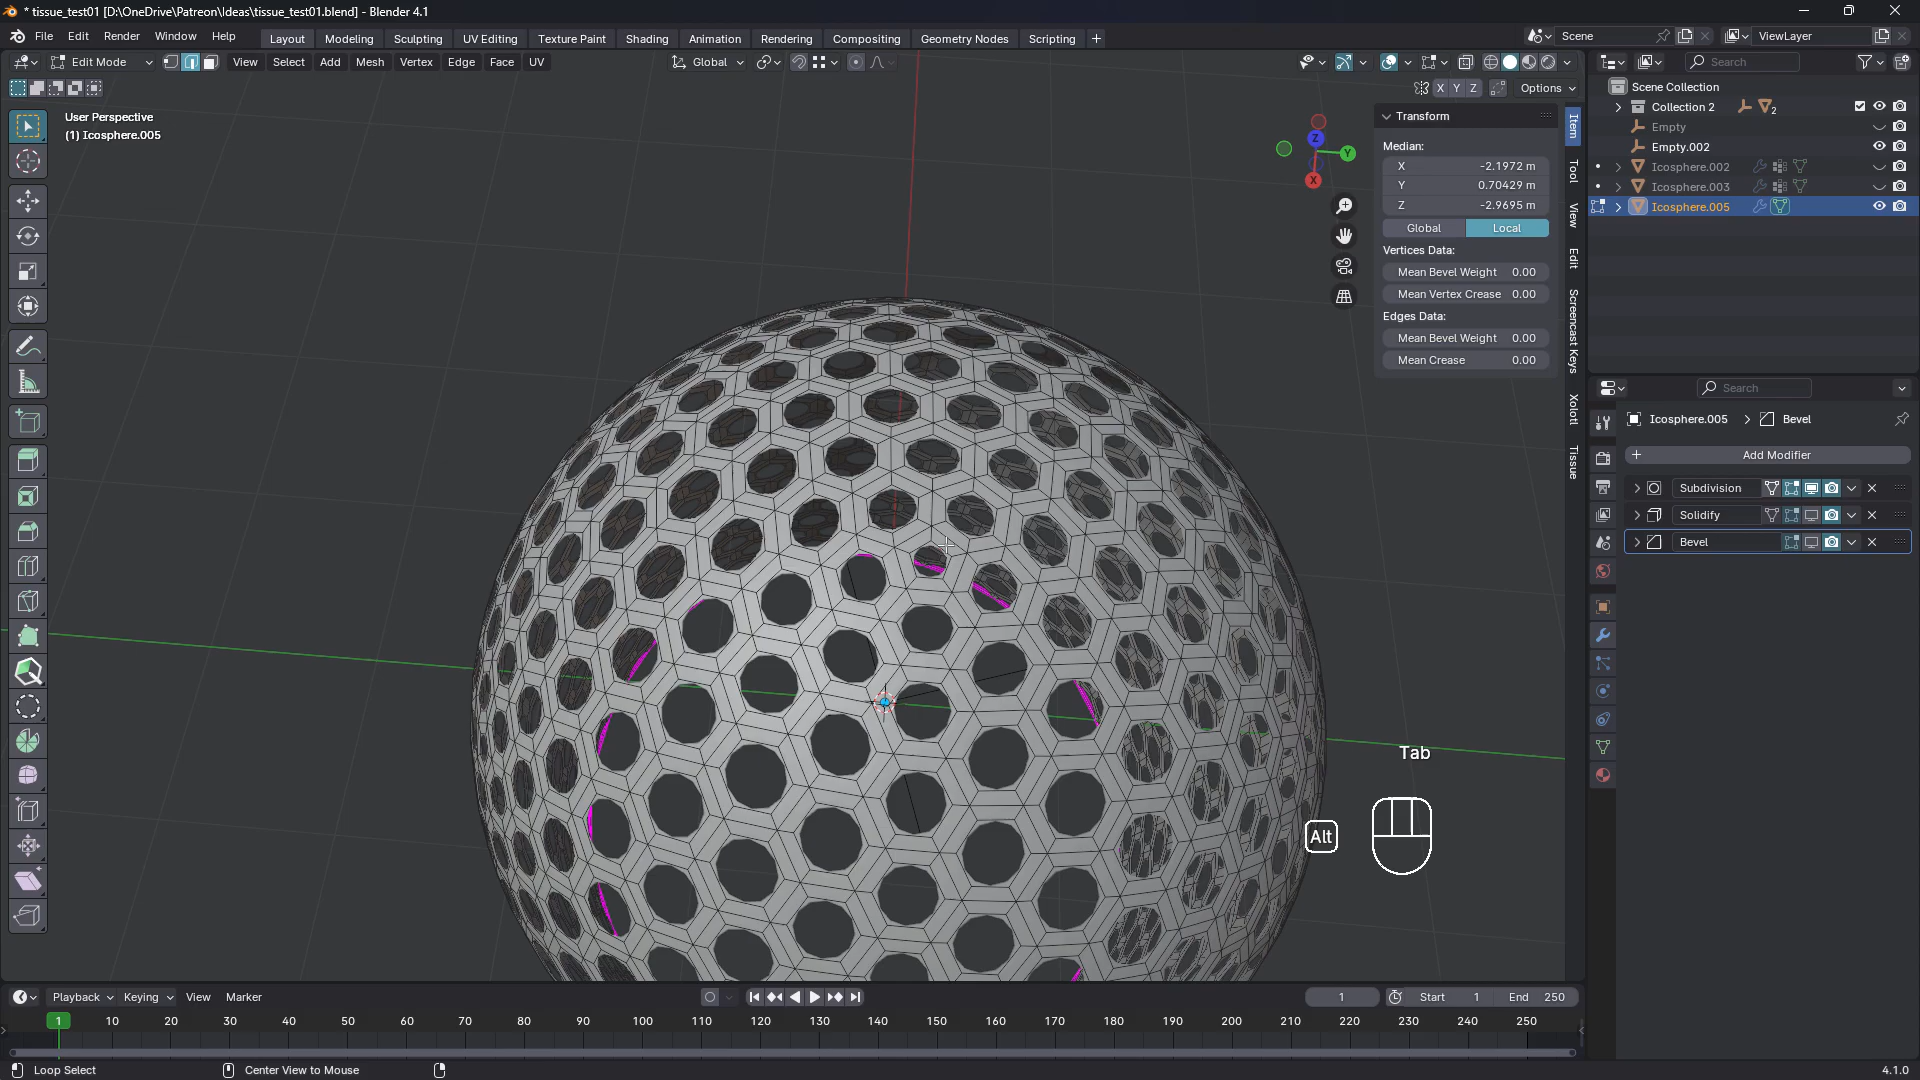 * tissue_test01 [D:\OneDrive\Patreon\Ideas\tissue_test01.blend] - Blender 4.1
File Edit Render Window Help
Layout Modeling Sculpting UV Editing Texture Paint Shading Animation Rendering Compositing Geometry Nodes Scripting +
Scene
ViewLayer
Edit Mode View Select Add Mesh Vertex Edge Face UV
Global
X Y Z Options
User Perspective
(1) Icosphere.005
Z Y X
Transform
Median:
X -2.1972 m
Y 0.70429 m
Z -2.9695 m
Global Local
Vertices Data:
Mean Bevel Weight 0.00
Mean Vertex Crease 0.00
Edges Data:
Mean Bevel Weight 0.00
Mean Crease 0.00
Item
Tool
View
Edit
Screencast Keys
Xolotl
Tissue
Search
Scene Collection
Collection 2 2
Empty
Empty.002
Icosphere.002
Icosphere.003
Icosphere.005
Search
Icosphere.005 > Bevel
+ Add Modifier
Subdivision
Solidify
Bevel
Tab
Alt
Playback Keying View Marker
1 Start 1 End 250
1 10 20 30 40 50 60 70 80 90 100 110 120 130 140 150 160 170 180 190 200 210 220 230 240 250
Loop Select Center View to Mouse 4.1.0